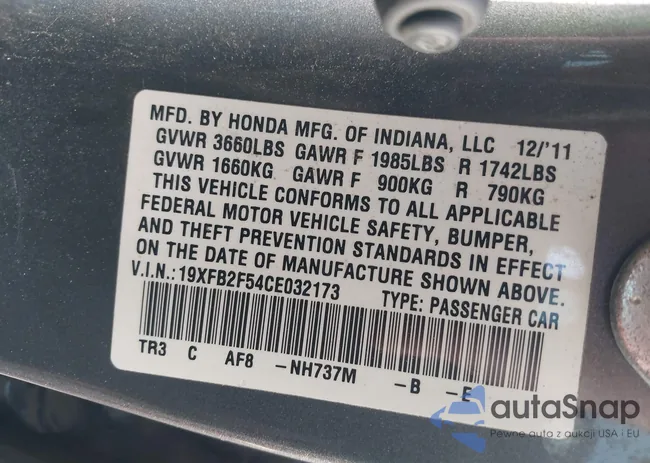 MFD. BY HONDA MFG. OF INDIANA, LLC 12/'11
GVWR 3660LBS GAWR F 1985LBS R 1742LBS
GVWR 1660KG GAWR F 900KG R 790KG
THIS VEHICLE CONFORMS TO ALL APPLICABLE
FEDERAL MOTOR VEHICLE SAFETY, BUMPER,
AND THEFT PREVENTION STANDARDS IN EFFECT
ON THE DATE OF MANUFACTURE SHOWN ABOVE.
V.I.N.:19XFB2F54CE032173 TYPE: PASSENGER CAR
TR3 C AF8 -NH737M -B -E
autaSnap
Pewne auta z aukcji USA i EU